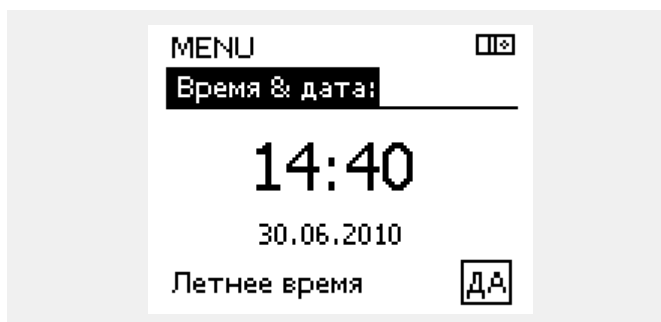 MENU
Время & дата:
14:40
30.06.2010
Летнее время ДА